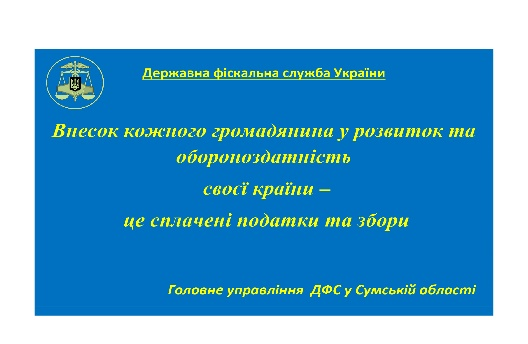 Державна фіскальна служба України
Внесок кожного громадянина у розвиток та
обороноздатність
своєї країни –
це сплачені податки та збори
Головне управління ДФС у Сумській області